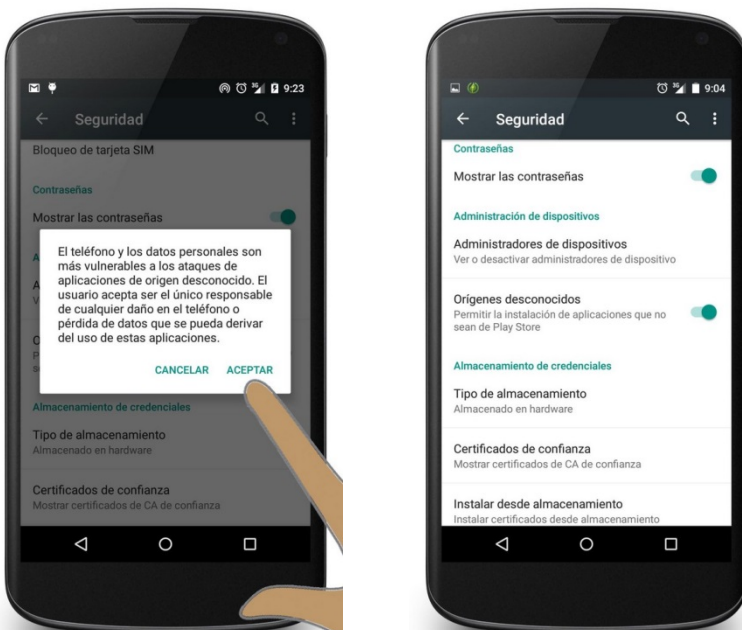 9:23
Seguridad
Bloqueo de tarjeta SIM
Contraseñas
Mostrar las contraseñas
El teléfono y los datos personales son
más vulnerables a los ataques de
aplicaciones de origen desconocido. El
usuario acepta ser el único responsable
de cualquier daño en el teléfono o
pérdida de datos que se pueda derivar
del uso de estas aplicaciones.
CANCELAR ACEPTAR
Almacenamiento de credenciales
Tipo de almacenamiento
Almacenado en hardware
Certificados de confianza
Mostrar certificados de CA de confianza
9:04
Seguridad
Contraseñas
Mostrar las contraseñas
Administración de dispositivos
Administradores de dispositivos
Ver o desactivar administradores de dispositivo
Orígenes desconocidos
Permitir la instalación de aplicaciones que no
sean de Play Store
Almacenamiento de credenciales
Tipo de almacenamiento
Almacenado en hardware
Certificados de confianza
Mostrar certificados de CA de confianza
Instalar desde almacenamiento
Instalar certificados desde almacenamiento